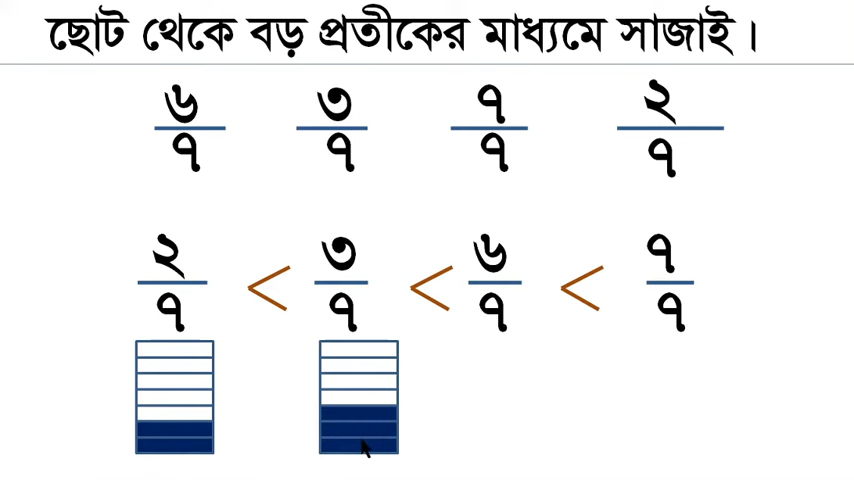 ছোট থেকে বড় প্রতীকের মাধ্যমে সাজাই।
৬/৭ ৩/৭ ৭/৭ ২/৭
২/৭ < ৩/৭ < ৬/৭ < ৭/৭